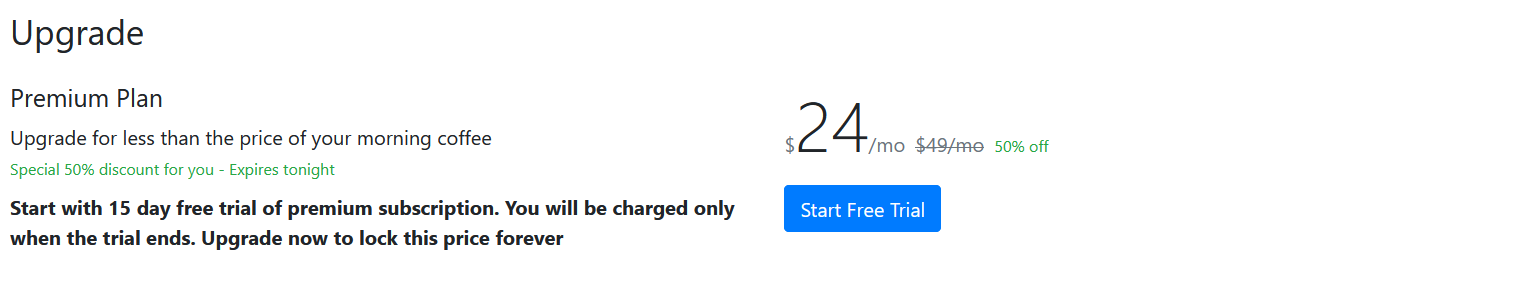 Upgrade
Premium Plan
Upgrade for less than the price of your morning coffee
Special 50% discount for you - Expires tonight
Start with 15 day free trial of premium subscription. You will be charged only
when the trial ends. Upgrade now to lock this price forever
$24/mo $49/mo 50% off
Start Free Trial